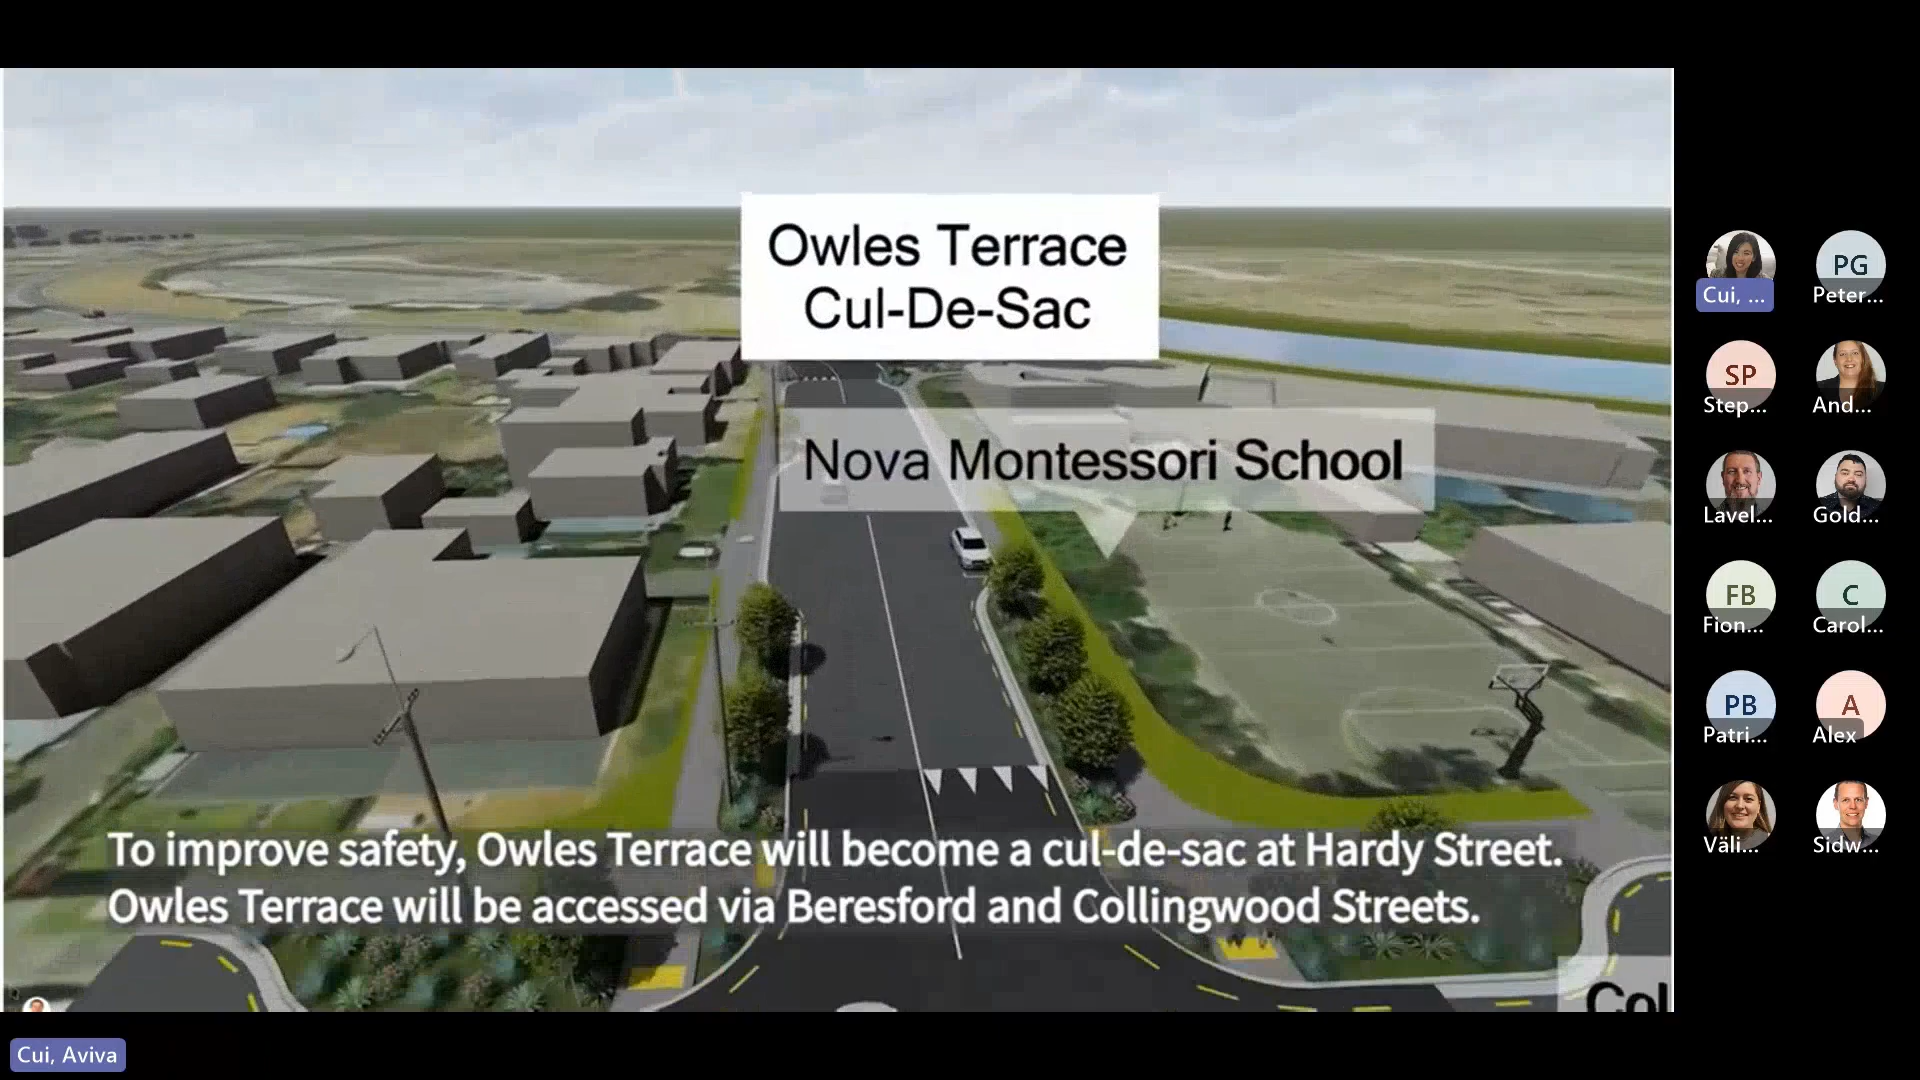 Owles Terrace
Cul-De-Sac
Nova Montessori School
To improve safety, Owles Terrace will become a cul-de-sac at Hardy Street.
Owles Terrace will be accessed via Beresford and Collingwood Streets.
Col
Cui, ...
PG
Peter...
SP
Step...
And...
Lavel...
Gold...
FB
Fion...
C
Carol...
PB
Patri...
A
Alex
Väli...
Sidw...
Cui, Aviva